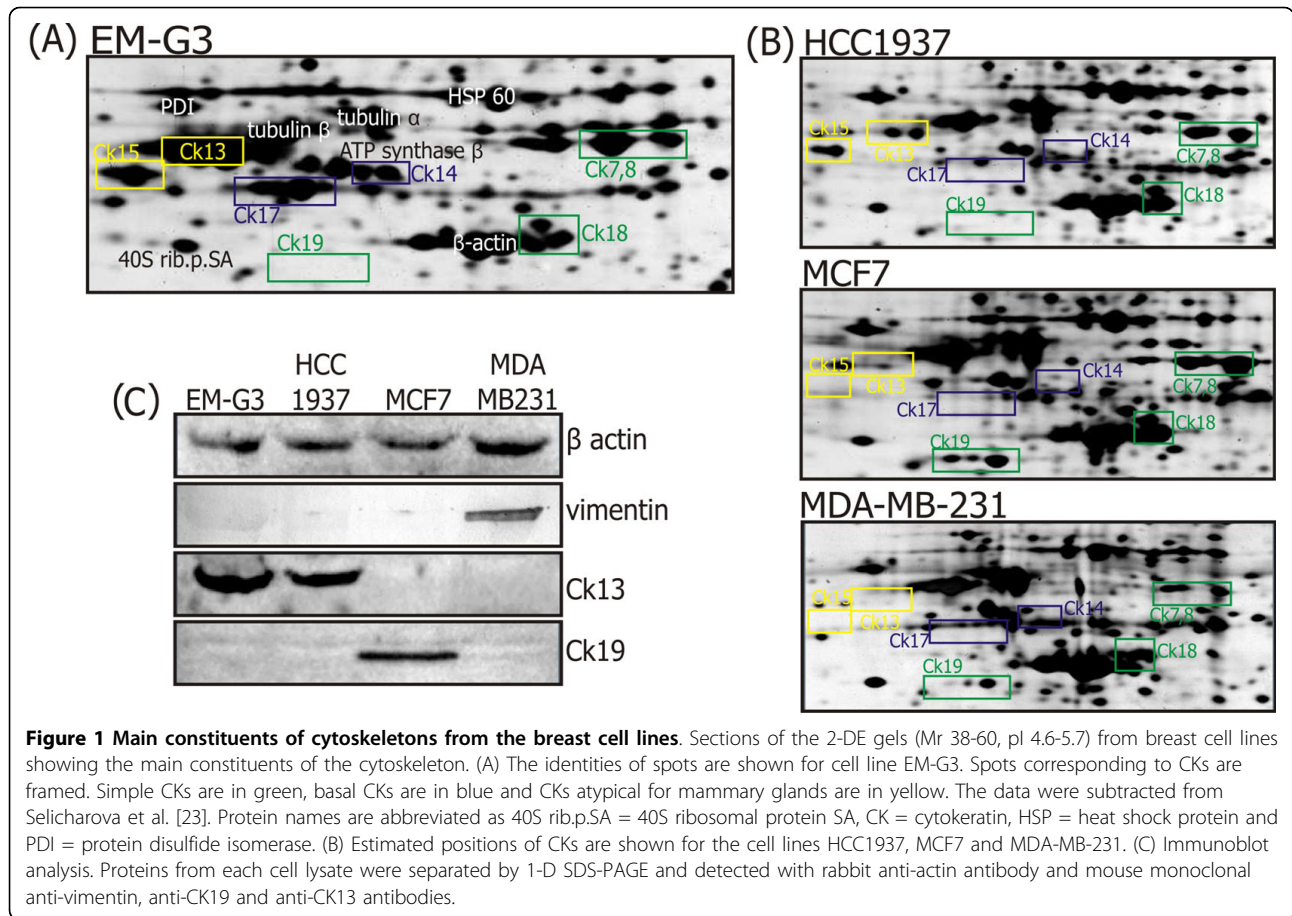 (A) EM-G3
PDI
HSP 60
tubulin α
tubulin β
Ck15
Ck13
ATP synthase β
Ck14
Ck7,8
Ck17
Ck19
β-actin
Ck18
40S rib.p.SA
(B) HCC1937
Ck15
Ck13
Ck14
Ck17
Ck7,8
Ck19
Ck18
MCF7
Ck15
Ck13
Ck14
Ck7,8
Ck17
Ck19
Ck18
MDA-MB-231
Ck15
Ck13
Ck14
Ck7,8
Ck17
Ck19
Ck18
(C)
EM-G3
HCC
1937
MCF7
MDA
MB231
β actin
vimentin
Ck13
Ck19
Figure 1 Main constituents of cytoskeletons from the breast cell lines. Sections of the 2-DE gels (Mr 38-60, pI 4.6-5.7) from breast cell lines
showing the main constituents of the cytoskeleton. (A) The identities of spots are shown for cell line EM-G3. Spots corresponding to CKs are
framed. Simple CKs are in green, basal CKs are in blue and CKs atypical for mammary glands are in yellow. The data were subtracted from
Selicharova et al. [23]. Protein names are abbreviated as 40S rib.p.SA = 40S ribosomal protein SA, CK = cytokeratin, HSP = heat shock protein and
PDI = protein disulfide isomerase. (B) Estimated positions of CKs are shown for the cell lines HCC1937, MCF7 and MDA-MB-231. (C) Immunoblot
analysis. Proteins from each cell lysate were separated by 1-D SDS-PAGE and detected with rabbit anti-actin antibody and mouse monoclonal
anti-vimentin, anti-CK19 and anti-CK13 antibodies.